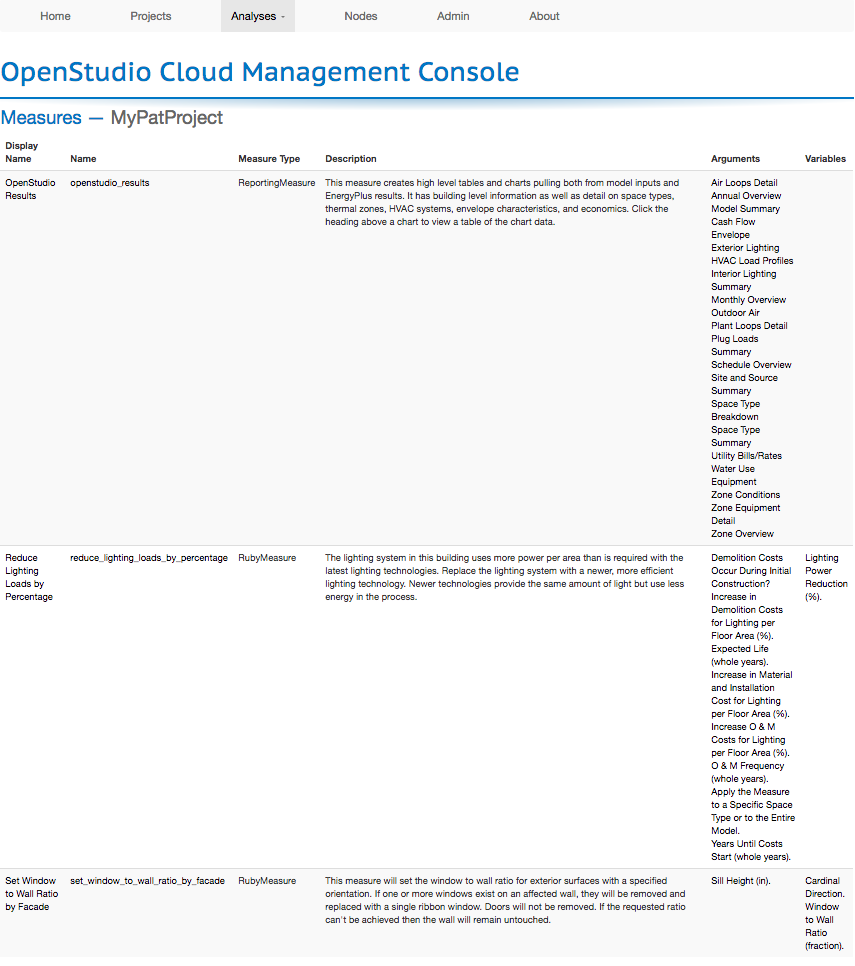 Home Projects Analyses Nodes Admin About
OpenStudio Cloud Management Console
Measures — MyPatProject
Display
Name
Name
Measure Type
Description
Arguments
Variables
OpenStudio
Results
openstudio_results
ReportingMeasure
This measure creates high level tables and charts pulling both from model inputs and
EnergyPlus results. It has building level information as well as detail on space types,
thermal zones, HVAC systems, envelope characteristics, and economics. Click the
heading above a chart to view a table of the chart data.
Air Loops Detail
Annual Overview
Model Summary
Cash Flow
Envelope
Exterior Lighting
HVAC Load Profiles
Interior Lighting
Summary
Monthly Overview
Outdoor Air
Plant Loops Detail
Plug Loads
Summary
Schedule Overview
Site and Source
Summary
Space Type
Breakdown
Space Type
Summary
Utility Bills/Rates
Water Use
Equipment
Zone Conditions
Zone Equipment
Detail
Zone Overview
Reduce
Lighting
Loads by
Percentage
reduce_lighting_loads_by_percentage
RubyMeasure
The lighting system in this building uses more power per area than is required with the
latest lighting technologies. Replace the lighting system with a newer, more efficient
lighting technology. Newer technologies provide the same amount of light but use less
energy in the process.
Demolition Costs
Occur During Initial
Construction?
Increase in
Demolition Costs
for Lighting per
Floor Area (%).
Expected Life
(whole years).
Increase in Material
and Installation
Cost for Lighting
per Floor Area (%).
Increase O & M
Costs for Lighting
per Floor Area (%).
O & M Frequency
(whole years).
Apply the Measure
to a Specific Space
Type or to the Entire
Model.
Years Until Costs
Start (whole years).
Lighting
Power
Reduction
(%).
Set Window
to Wall Ratio
by Facade
set_window_to_wall_ratio_by_facade
RubyMeasure
This measure will set the window to wall ratio for exterior surfaces with a specified
orientation. If one or more windows exist on an affected wall, they will be removed and
replaced with a single ribbon window. Doors will not be removed. If the requested ratio
can't be achieved then the wall will remain untouched.
Sill Height (in).
Cardinal
Direction.
Window
to Wall
Ratio
(fraction).